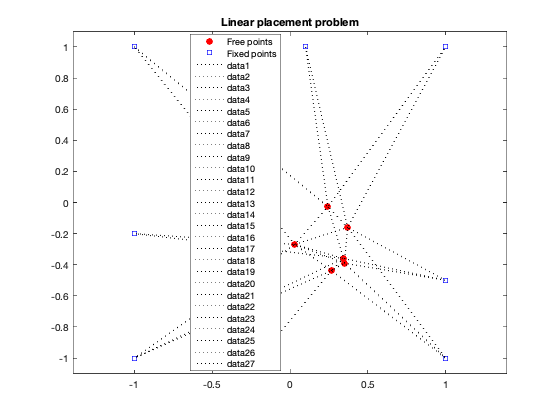 Linear placement problem
Free points
Fixed points
data1
data2
data3
data4
data5
data6
data7
data8
data9
data10
data11
data12
data13
data14
data15
data16
data17
data18
data19
data20
data21
data22
data23
data24
data25
data26
data27
1
0.8
0.6
0.4
0.2
0
-0.2
-0.4
-0.6
-0.8
-1
-1
-0.5
0
0.5
1